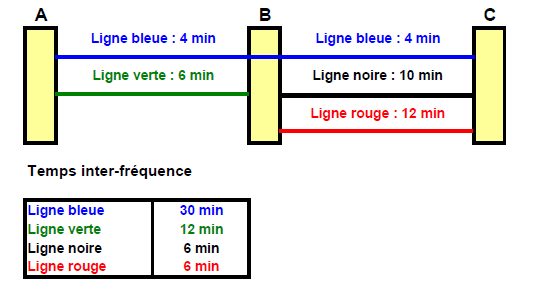 A B C
Ligne bleue : 4 min Ligne bleue : 4 min
Ligne verte : 6 min Ligne noire : 10 min
Ligne rouge : 12 min
Temps inter-fréquence
Ligne bleue 30 min
Ligne verte 12 min
Ligne noire 6 min
Ligne rouge 6 min